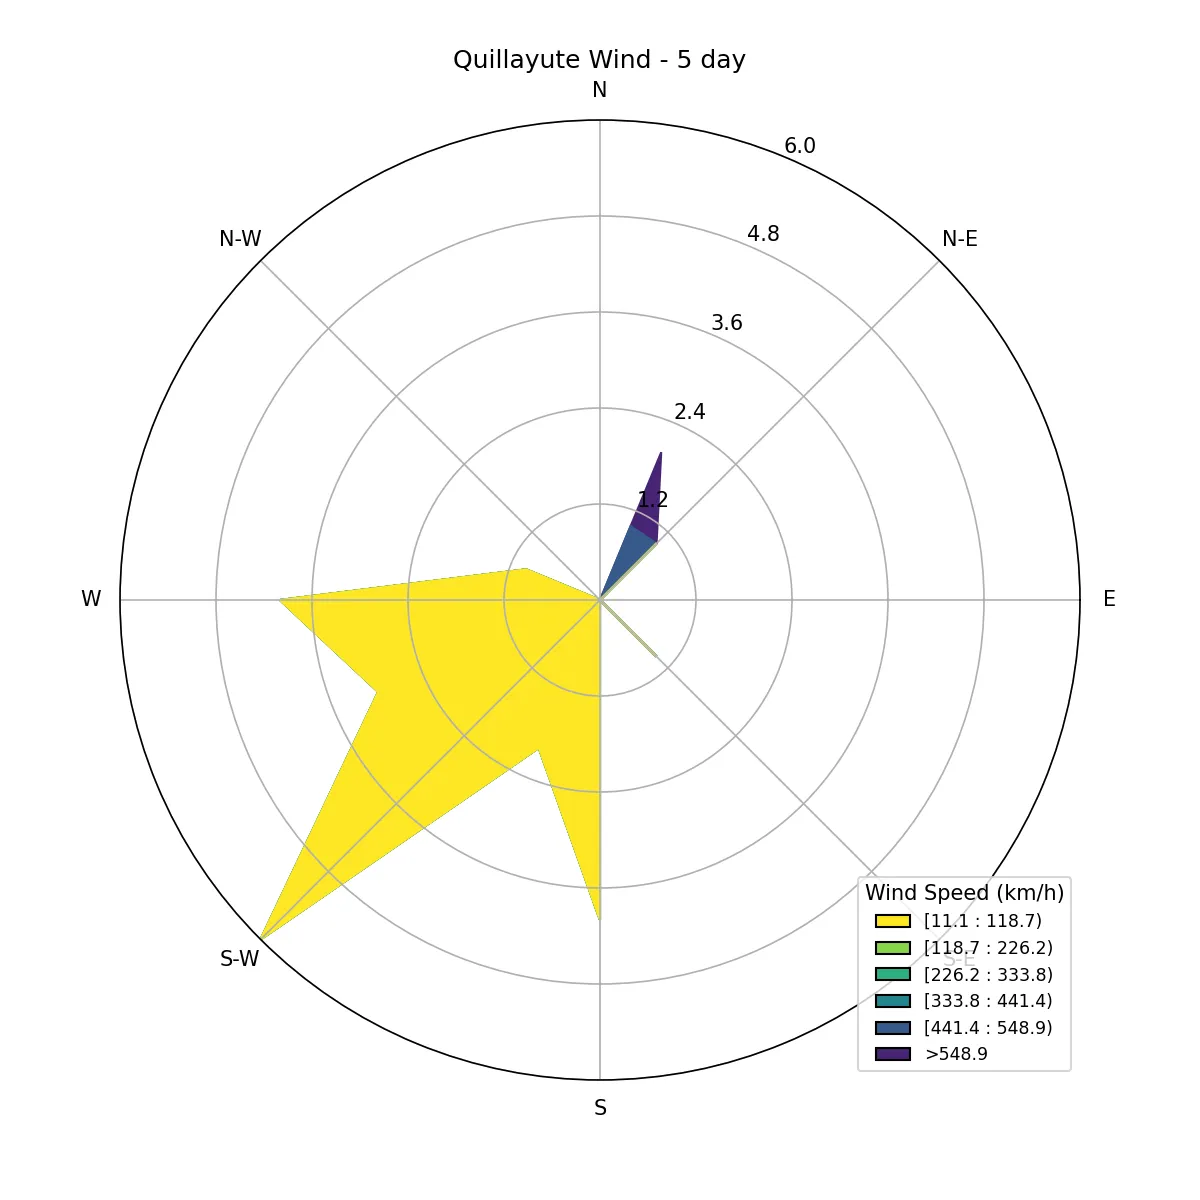 Quillayute Wind - 5 day
N
6.0
4.8
N-W
N-E
3.6
2.4
1.2
W
E
S-W
S-E
Wind Speed (km/h)
[11.1 : 118.7)
[118.7 : 226.2)
[226.2 : 333.8)
[333.8 : 441.4)
[441.4 : 548.9)
>548.9
S